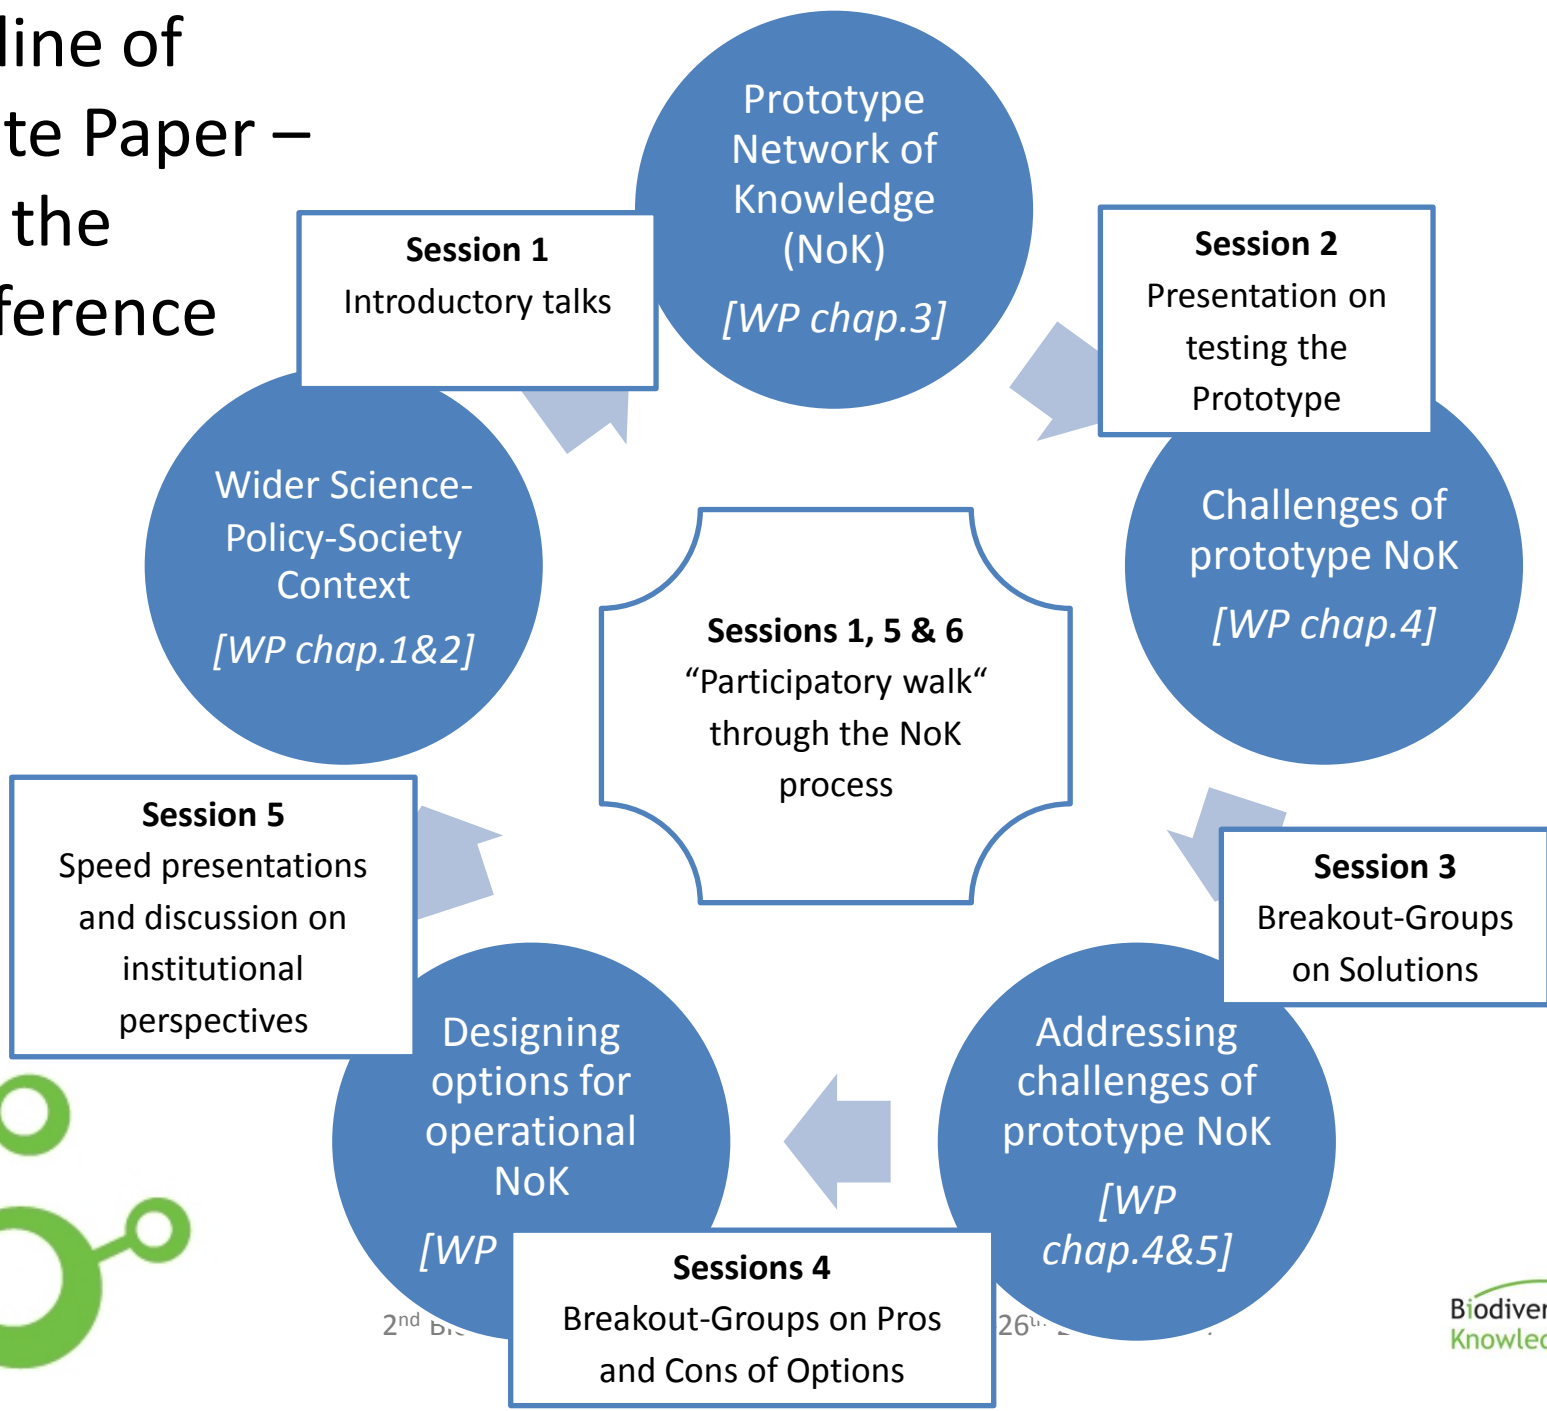 line of
te Paper –
the
ference
Prototype
Network of
Knowledge
(NoK)
[WP chap.3]
Session 1
Introductory talks
Session 2
Presentation on
testing the
Prototype
Wider Science-
Policy-Society
Context
[WP chap.1&2]
Challenges of
prototype NoK
[WP chap.4]
Sessions 1, 5 & 6
“Participatory walk“
through the NoK
process
Session 5
Speed presentations
and discussion on
institutional
perspectives
Session 3
Breakout-Groups
on Solutions
Designing
options for
operational
NoK
[WP
Addressing
challenges of
prototype NoK
[WP
chap.4&5]
Sessions 4
Breakout-Groups on Pros
and Cons of Options
2nd
26th
Biodiver
Knowled